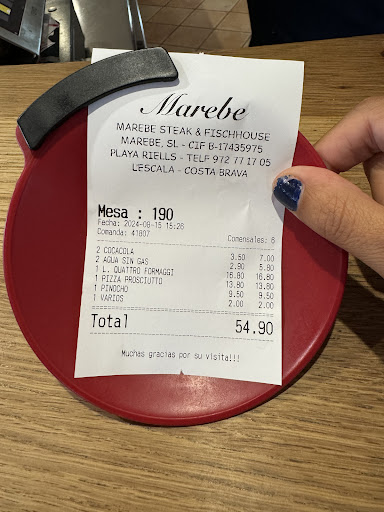 Marebe
MAREBE STEAK & FISCHHOUSE
MAREBE, SL - CIF B-17435975
PLAYA RIELLS - TELF 972 77 17 05
L'ESCALA - COSTA BRAVA
Mesa : 190
Fecha: 2024-08-15 15:26
Comanda: 41807 Comensales: 6
2 COCACOLA 3.50 7.00
2 AGUA SIN GAS 2.90 5.80
1 L. QUATTRO FORMAGGI 16.80 16.80
1 PIZZA PROSCIUTTO 13.80 13.80
1 PINOCHO 9.50 9.50
1 VARIOS 2.00 2.00
Total 54.90
Muchas gracias por su visita!!!